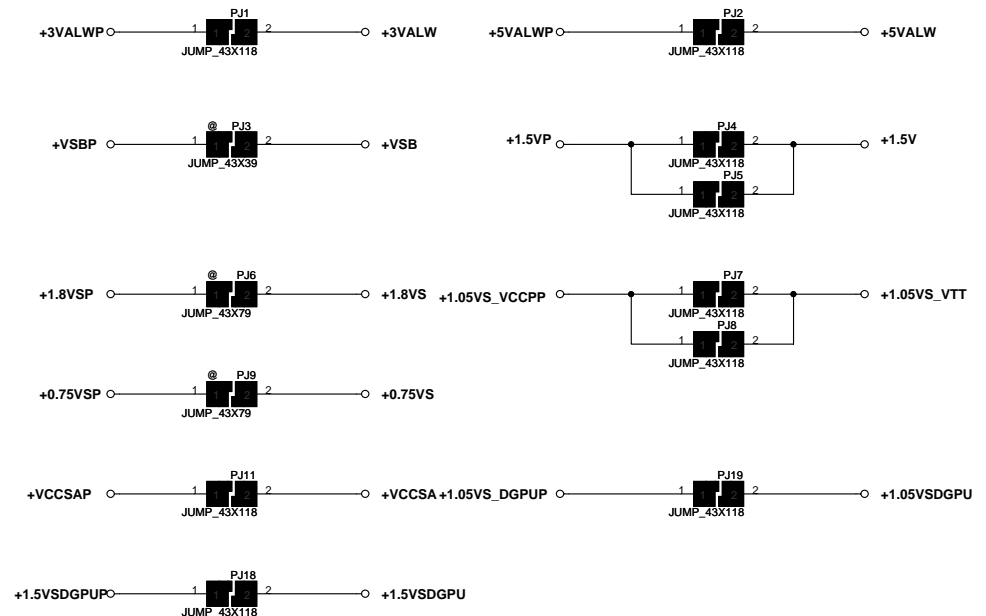 PJ1
+3VALWP 1 1 2 2 +3VALW
JUMP_43X118
PJ2
+5VALWP 1 1 2 2 +5VALW
JUMP_43X118
@ PJ3
+VSBP 1 1 2 2 +VSB
JUMP_43X39
PJ4
+1.5VP 1 1 2 2 +1.5V
JUMP_43X118
PJ5
1 1 2 2
JUMP_43X118
@ PJ6
+1.8VSP 1 1 2 2 +1.8VS
JUMP_43X79
PJ7
+1.05VS_VCCPP 1 1 2 2 +1.05VS_VTT
JUMP_43X118
PJ8
1 1 2 2
JUMP_43X118
@ PJ9
+0.75VSP 1 1 2 2 +0.75VS
JUMP_43X79
PJ11
+VCCSAP 1 1 2 2 +VCCSA
JUMP_43X118
PJ19
+1.05VS_DGPUP 1 1 2 2 +1.05VSDGPU
JUMP_43X118
PJ18
+1.5VSDGPUP 1 1 2 2 +1.5VSDGPU
JUMP_43X118